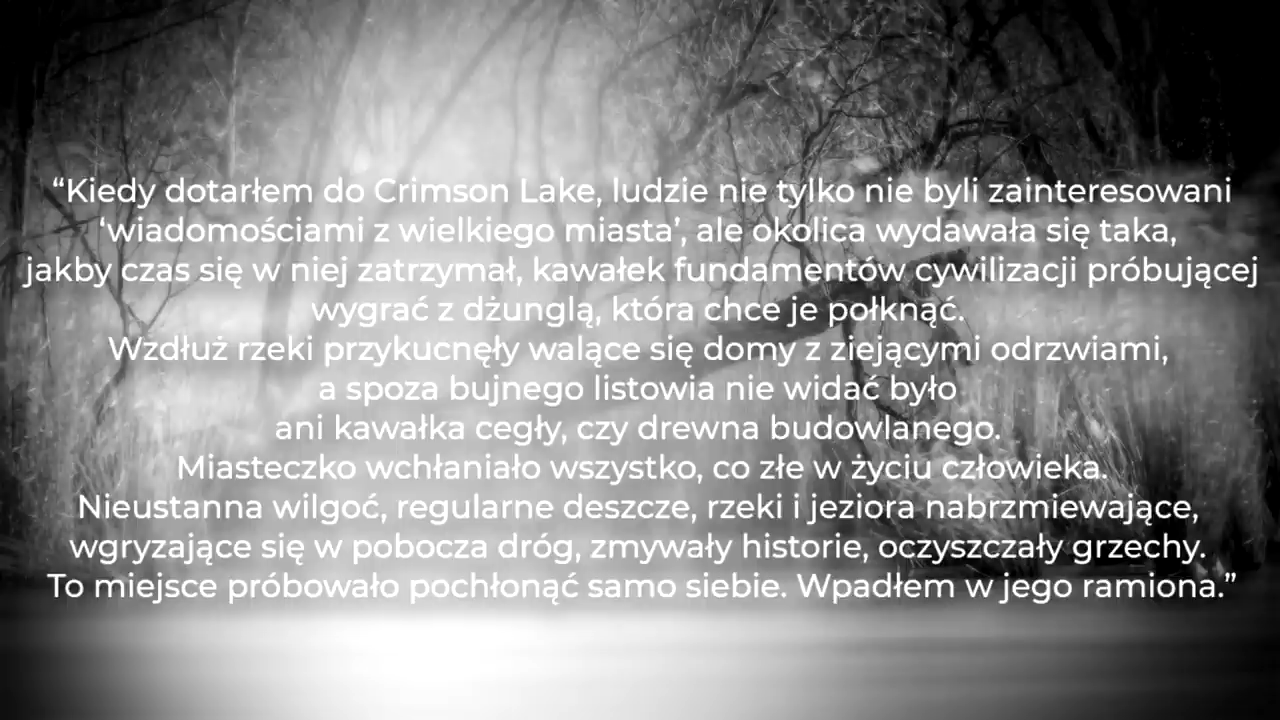 “Kiedy dotarłem do Crimson Lake, ludzie nie tylko nie byli zainteresowani
‘wiadomościami z wielkiego miasta’, ale okolica wydawała się taka,
jakby czas się w niej zatrzymał, kawałek fundamentów cywilizacji próbującej
wygrać z dżunglą, która chce je połknąć.
Wzdłuż rzeki przykucnęły walące się domy z ziejącymi odrzwiami,
a spoza bujnego listowia nie widać było
ani kawałka cegły, czy drewna budowlanego.
Miasteczko wchłaniało wszystko, co złe w życiu człowieka.
Nieustanna wilgoć, regularne deszcze, rzeki i jeziora nabrzmiewające,
wgryzające się w pobocza dróg, zmywały historie, oczyszczały grzechy.
To miejsce próbowało pochłonąć samo siebie. Wpadłem w jego ramiona.”